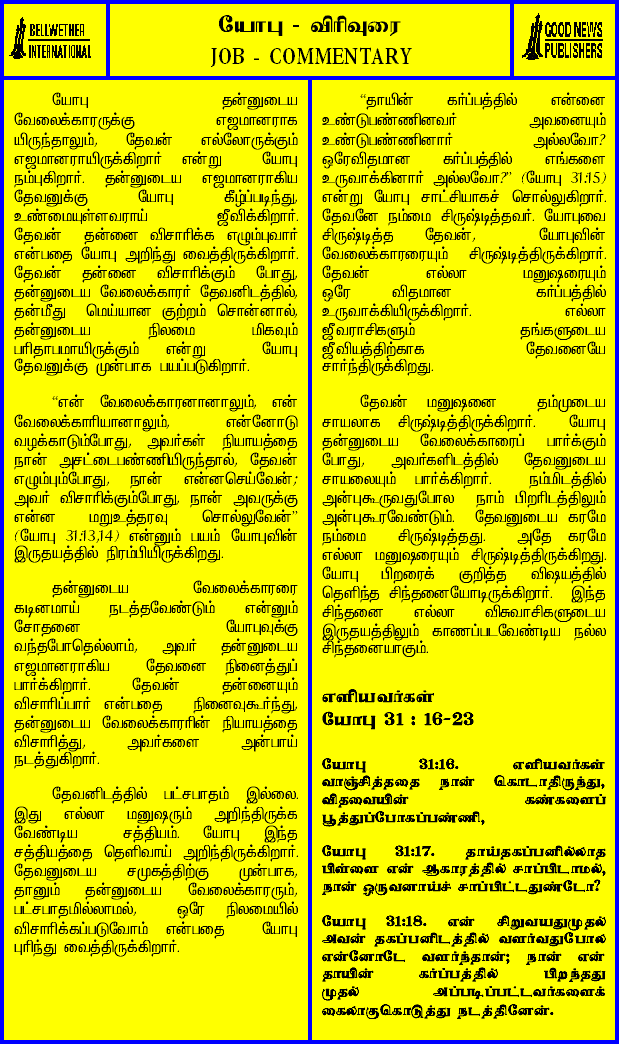 BELLWETHER
INTERNATIONAL
யோபு - விரிவுரை
JOB - COMMENTARY
GOOD NEWS
PUBLISHERS
யோபு தன்னுடைய
வேலைக்காரருக்கு எஜமானராக
யிருந்தாலும், தேவன் எல்லோருக்கும்
எஜமானராயிருக்கிறார் என்று யோபு
நம்புகிறார். தன்னுடைய எஜமானராகிய
தேவனுக்கு யோபு கீழ்ப்படிந்து,
உண்மையுள்ளவராய் ஜீவிக்கிறார்.
தேவன் தன்னை விசாரிக்க எழும்புவார்
என்பதை யோபு அறிந்து வைத்திருக்கிறார்.
தேவன் தன்னை விசாரிக்கும் போது,
தன்னுடைய வேலைக்காரர் தேவனிடத்தில்,
தன்மீது மெய்யான குற்றம் சொன்னால்,
தன்னுடைய நிலமை மிகவும்
பரிதாபமாயிருக்கும் என்று யோபு
தேவனுக்கு முன்பாக பயப்படுகிறார்.
“என் வேலைக்காரனானாலும், என்
வேலைக்காரியானாலும், என்னோடு
வழக்காடும்போது, அவர்கள் நியாயத்தை
நான் அசட்டைபண்ணியிருந்தால், தேவன்
எழும்பும்போது, நான் என்னசெய்வேன்;
அவர் விசாரிக்கும்போது, நான் அவருக்கு
என்ன மறுஉத்தரவு சொல்லுவேன்”
(யோபு 31:13,14) என்னும் பயம் யோபுவின்
இருதயத்தில் நிரம்பியிருக்கிறது.
தன்னுடைய வேலைக்காரரை
கடினமாய் நடத்தவேண்டும் என்னும்
சோதனை யோபுவுக்கு
வந்தபோதெல்லாம், அவர் தன்னுடைய
எஜமானராகிய தேவனை நினைத்துப்
பார்க்கிறார். தேவன் தன்னையும்
விசாரிப்பார் என்பதை நினைவுகூர்ந்து,
தன்னுடைய வேலைக்காரரின் நியாயத்தை
விசாரித்து, அவர்களை அன்பாய்
நடத்துகிறார்.
தேவனிடத்தில் பட்சபாதம் இல்லை.
இது எல்லா மனுஷரும் அறிந்திருக்க
வேண்டிய சத்தியம். யோபு இந்த
சத்தியத்தை தெளிவாய் அறிந்திருக்கிறார்.
தேவனுடைய சமுகத்திற்கு முன்பாக,
தானும் தன்னுடைய வேலைக்காரரும்,
பட்சபாதமில்லாமல், ஒரே நிலமையில்
விசாரிக்கப்படுவோம் என்பதை யோபு
புரிந்து வைத்திருக்கிறார்.
“தாயின் கர்ப்பத்தில் என்னை
உண்டுபண்ணினவர் அவனையும்
உண்டுபண்ணினார் அல்லவோ?
ஒரேவிதமான கர்ப்பத்தில் எங்களை
உருவாக்கினார் அல்லவோ?” (யோபு 31:15)
என்று யோபு சாட்சியாகச் சொல்லுகிறார்.
தேவனே நம்மை சிருஷ்டித்தவர். யோபுவை
சிருஷ்டித்த தேவன், யோபுவின்
வேலைக்காரரையும் சிருஷ்டித்திருக்கிறார்.
தேவன் எல்லா மனுஷரையும்
ஒரே விதமான கர்ப்பத்தில்
உருவாக்கியிருக்கிறார். எல்லா
ஜீவராசிகளும் தங்களுடைய
ஜீவியத்திற்காக தேவனையே
சார்ந்திருக்கிறது.
தேவன் மனுஷனை தம்முடைய
சாயலாக சிருஷ்டித்திருக்கிறார். யோபு
தன்னுடைய வேலைக்காரைப் பார்க்கும்
போது, அவர்களிடத்தில் தேவனுடைய
சாயலையும் பார்க்கிறார். நம்மிடத்தில்
அன்புகூருவதுபோல நாம் பிறரிடத்திலும்
அன்புகூரவேண்டும். தேவனுடைய கரமே
நம்மை சிருஷ்டித்தது. அதே கரமே
எல்லா மனுஷரையும் சிருஷ்டித்திருக்கிறது.
யோபு பிறரைக் குறித்த விஷயத்தில்
தெளிந்த சிந்தனையோடிருக்கிறார். இந்த
சிந்தனை எல்லா விசுவாசிகளுடைய
இருதயத்திலும் காணப்படவேண்டிய நல்ல
சிந்தனையாகும்.
எளியவர்கள்
யோபு 31 : 16-23
யோபு 31:16. எளியவர்கள்
வாஞ்சித்ததை நான் கொடாதிருந்து,
விதவையின் கண்களைப்
பூத்துப்போகப்பண்ணி,
யோபு 31:17. தாய்தகப்பனில்லாத
பிள்ளை என் ஆகாரத்தில் சாப்பிடாமல்,
நான் ஒருவனாய்ச் சாப்பிட்டதுண்டோ?
யோபு 31:18. என் சிறுவயதுமுதல்
அவன் தகப்பனிடத்தில் வளர்வதுபோல
என்னோடே வளர்ந்தான்; நான் என்
தாயின் கர்ப்பத்தில் பிறந்தது
முதல் அப்படிப்பட்டவர்களைக்
கைலாகுகொடுத்து நடத்தினேன்.